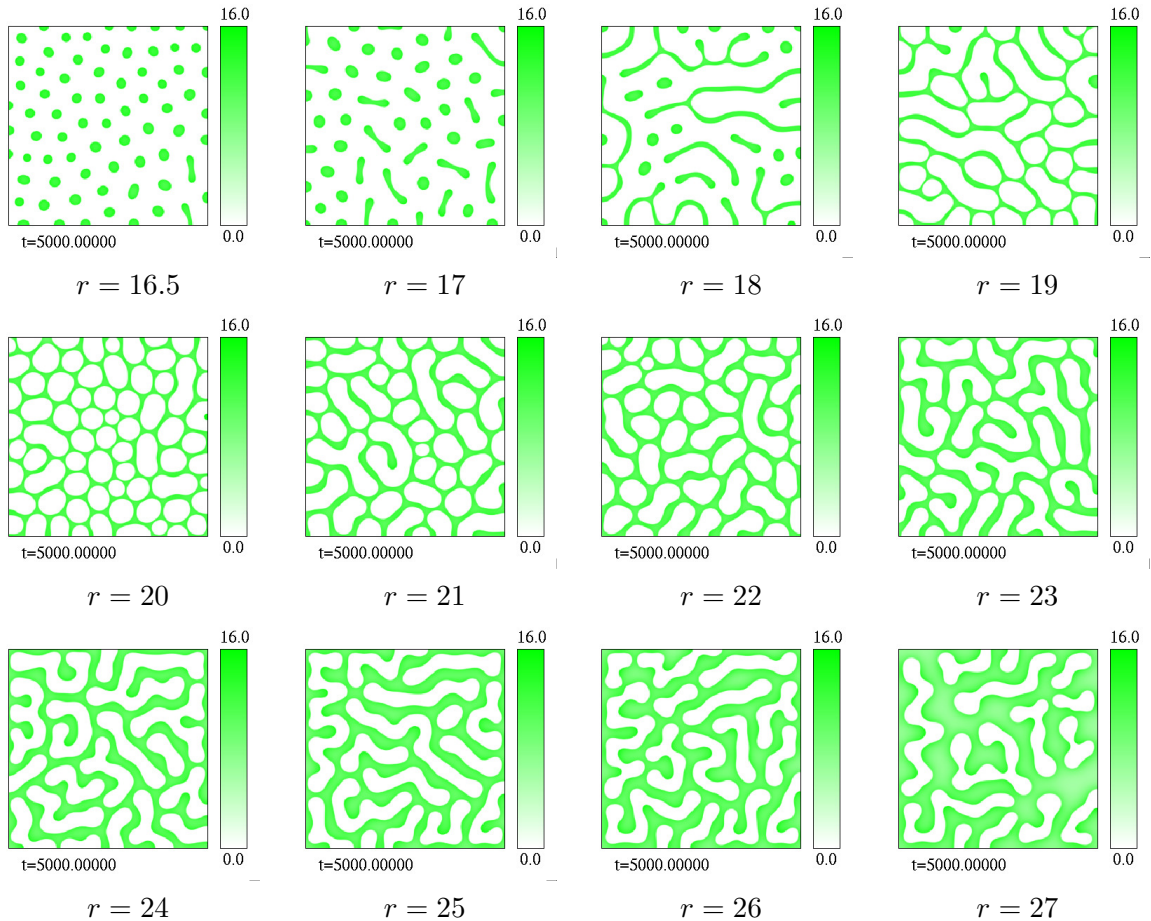 16.0 16.0 16.0 16.0
0.0 0.0 0.0 0.0
t=5000.00000 t=5000.00000 t=5000.00000 t=5000.00000
r = 16.5 r = 17 r = 18 r = 19
16.0 16.0 16.0 16.0
0.0 0.0 0.0 0.0
t=5000.00000 t=5000.00000 t=5000.00000 t=5000.00000
r = 20 r = 21 r = 22 r = 23
16.0 16.0 16.0 16.0
0.0 0.0 0.0 0.0
t=5000.00000 t=5000.00000 t=5000.00000 t=5000.00000
r = 24 r = 25 r = 26 r = 27